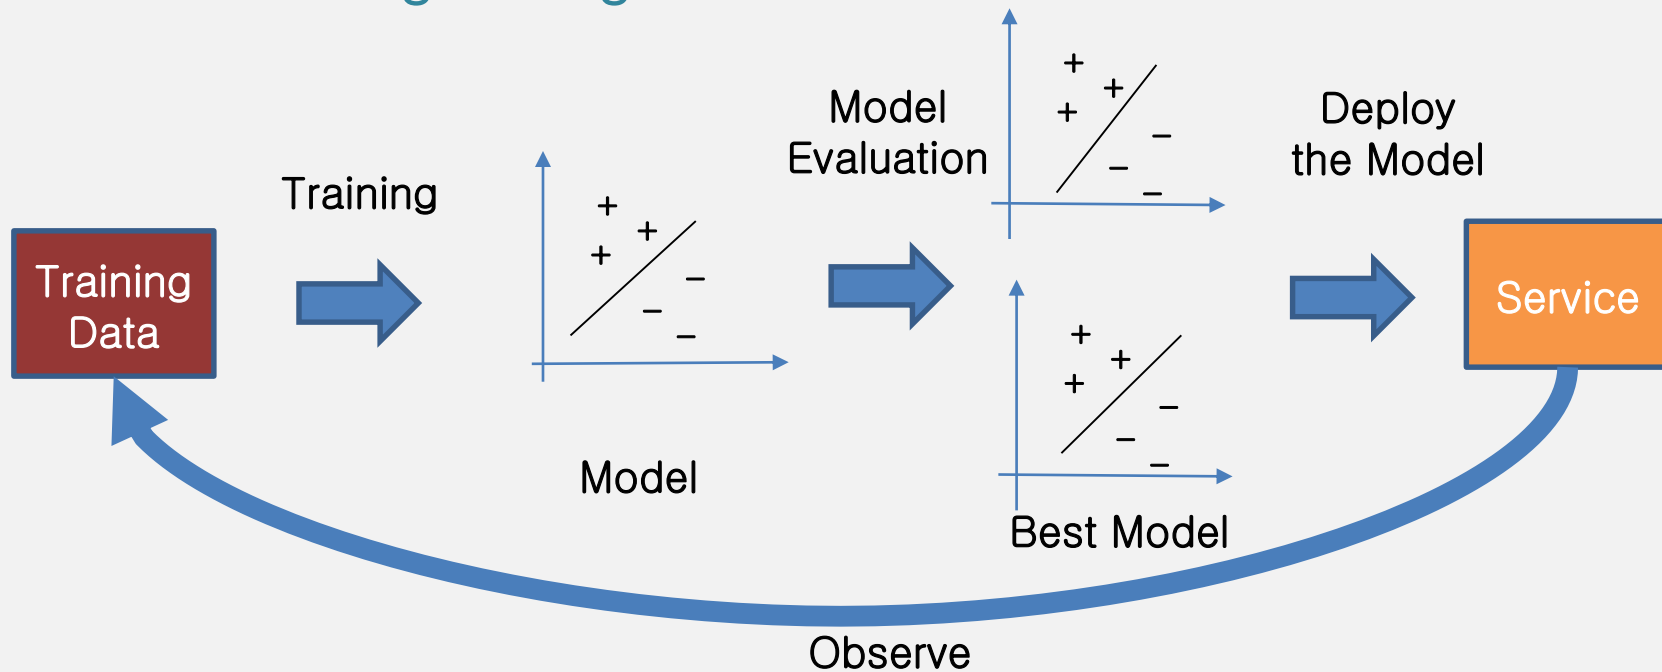 Training
Data
Training
Model
Model
Evaluation
Best Model
Deploy
the Model
Service
Observe